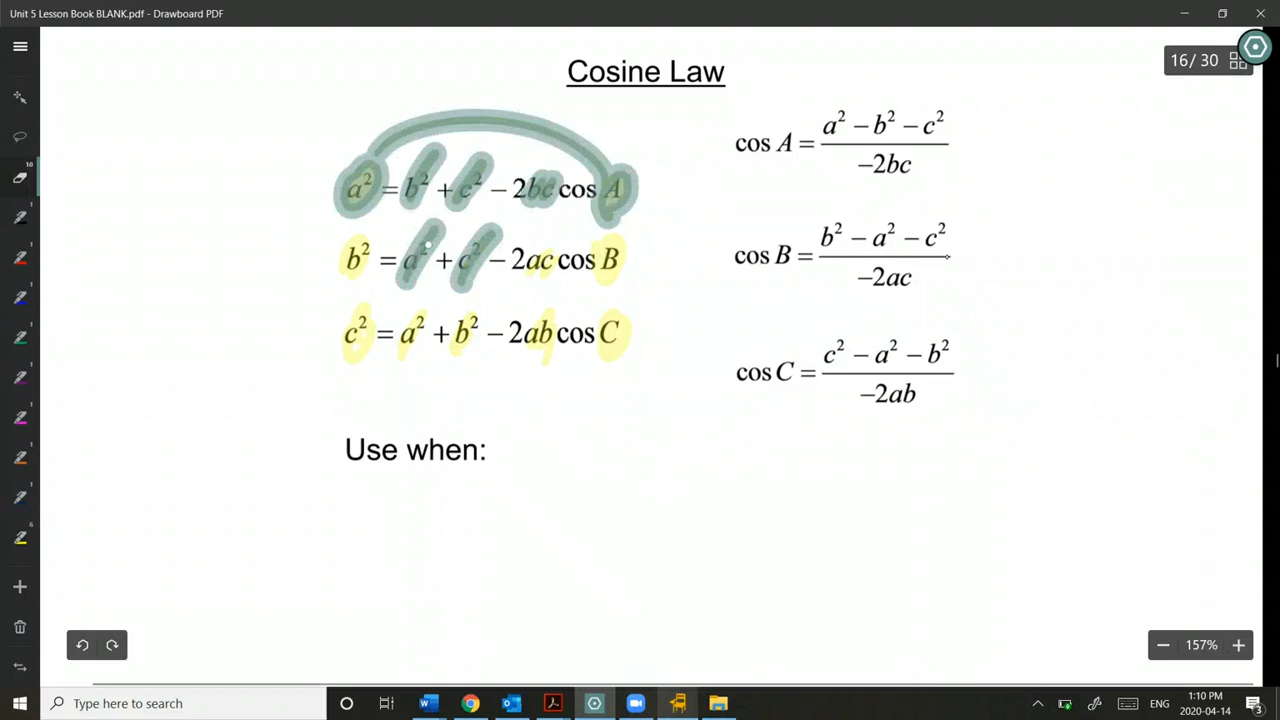 Unit 5 Lesson Book BLANK.pdf - Drawboard PDF
16/ 30
Cosine Law
a² = b² + c² − 2bc cos A
b² = a² + c² − 2ac cos B
c² = a² + b² − 2ab cos C
cos A = (a² − b² − c²) / (−2bc)
cos B = (b² − a² − c²) / (−2ac)
cos C = (c² − a² − b²) / (−2ab)
Use when:
157%
Type here to search
ENG
1:10 PM
2020-04-14